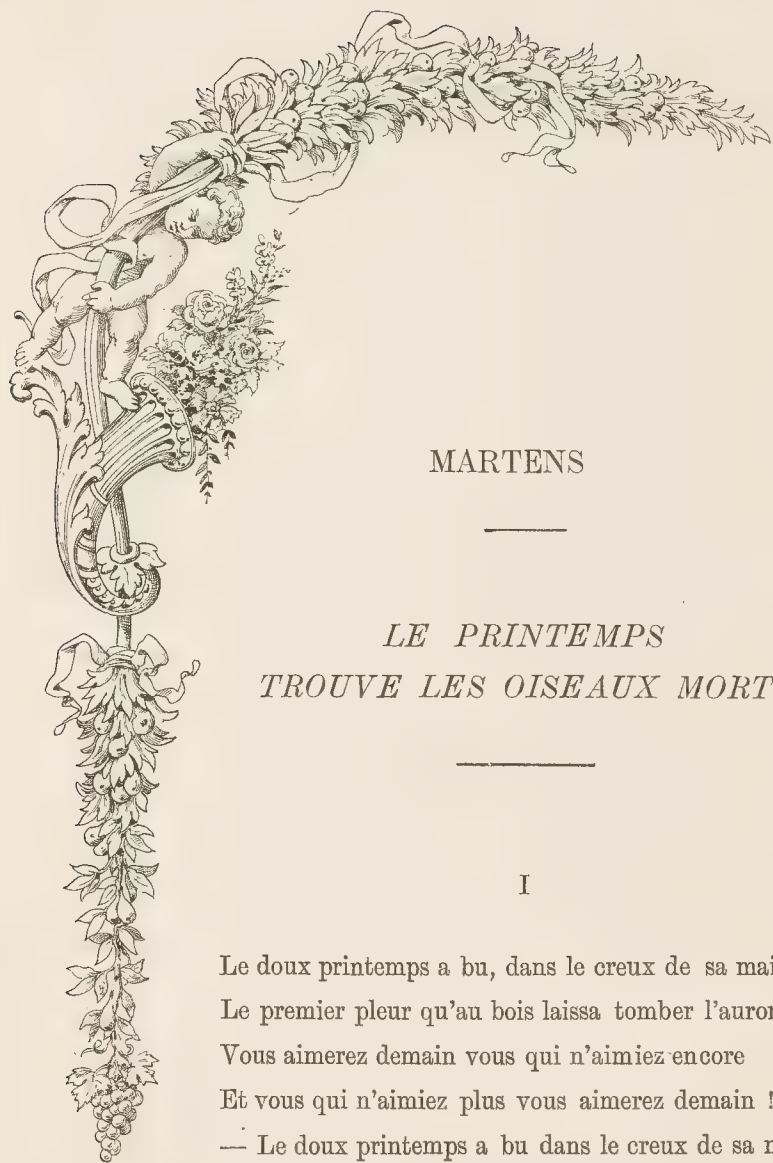 MARTENS
LE PRINTEMPS
TROUVE LES OISEAUX MORT
I
Le doux printemps a bu, dans le creux de sa mai
Le premier pleur qu'au bois laissa tomber l'auror
Vous aimerez demain vous qui n'aimiez encore
Et vous qui n'aimiez plus vous aimerez demain !
— Le doux printemps a bu dans le creux de sa m